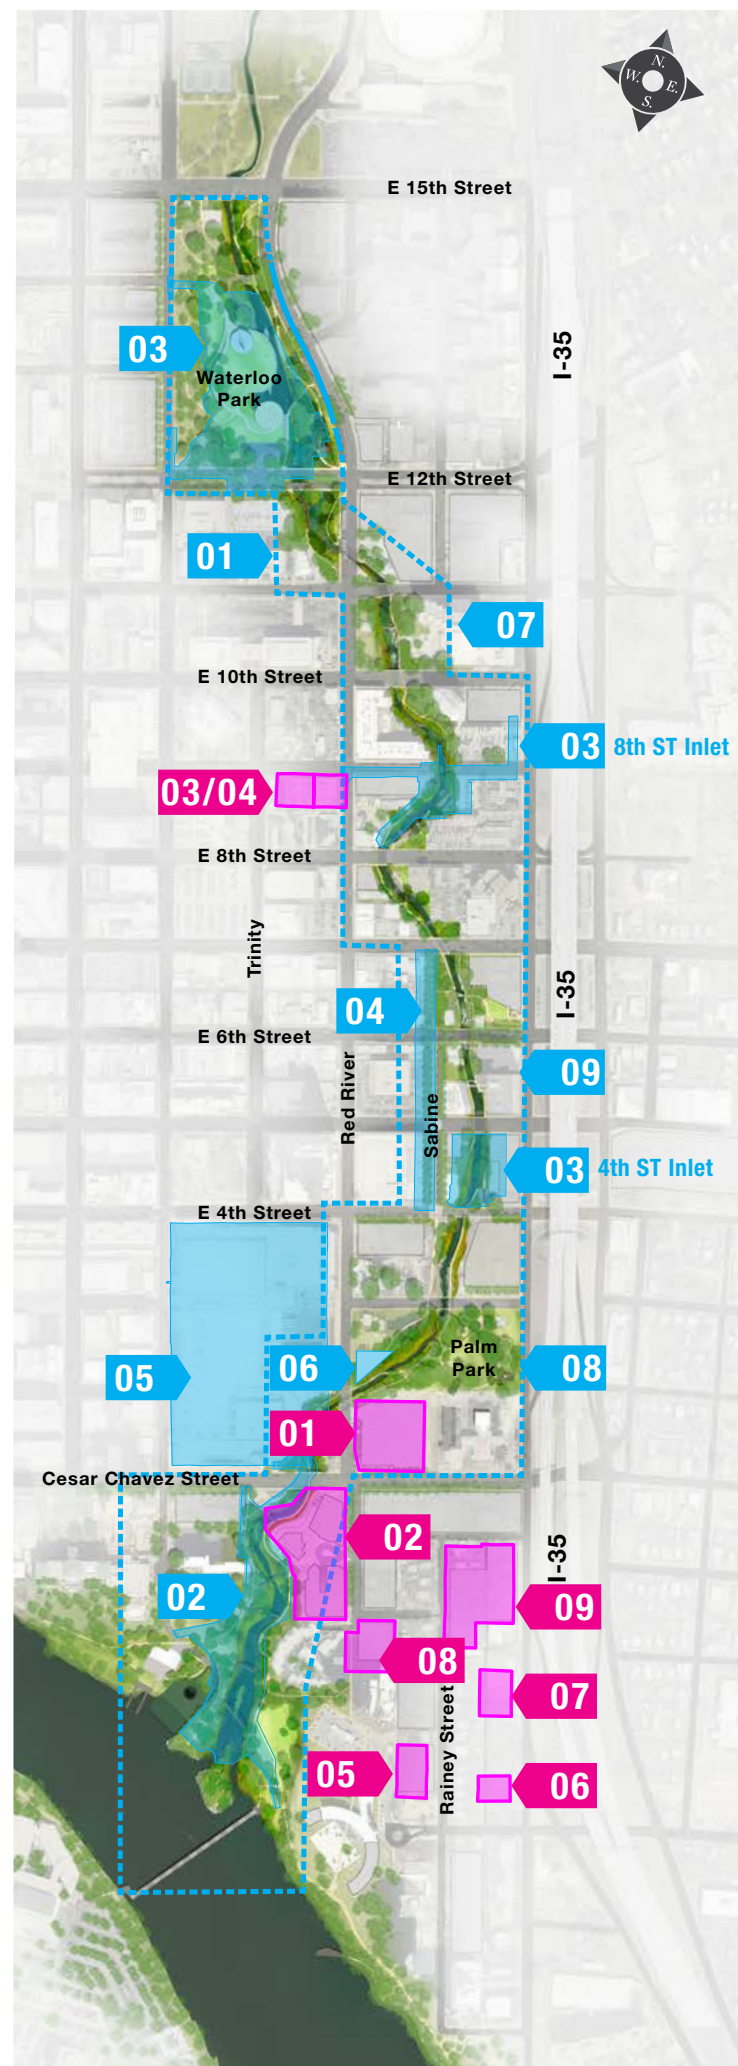 N.
W.
E.
S.
E 15th Street
I-35
03
Waterloo
Park
E 12th Street
01
07
E 10th Street
03
8th ST Inlet
03/04
E 8th Street
Trinity
I-35
04
E 6th Street
Red River
09
Sabine
03
4th ST Inlet
E 4th Street
Palm
Park
05
06
08
01
Cesar Chavez Street
02
I-35
02
09
08
07
Rainey Street
05
06